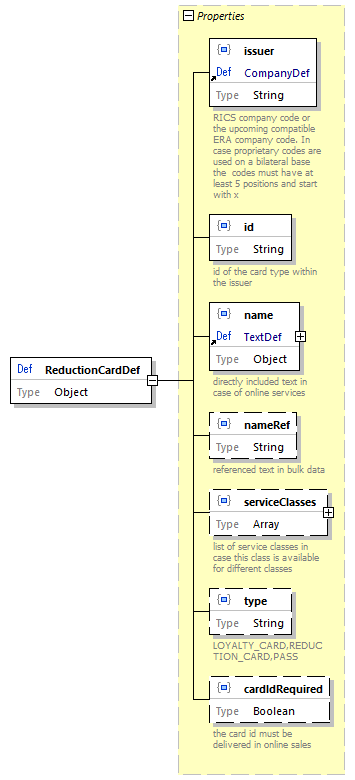 Properties
issuer
Def CompanyDef
Type String
RICS company code or
the upcoming compatible
ERA company code. In
case proprietary codes are
used on a bilateral base
the codes must have at
least 5 positions and start
with x
id
Type String
id of the card type within
the issuer
name
Def TextDef
Type Object
directly included text in
case of online services
Def ReductionCardDef
Type Object
nameRef
Type String
referenced text in bulk data
serviceClasses
Type Array
list of service classes in
case this class is available
for different classes
type
Type String
LOYALTY_CARD,REDUC
TION_CARD,PASS
cardIdRequired
Type Boolean
the card id must be
delivered in online sales